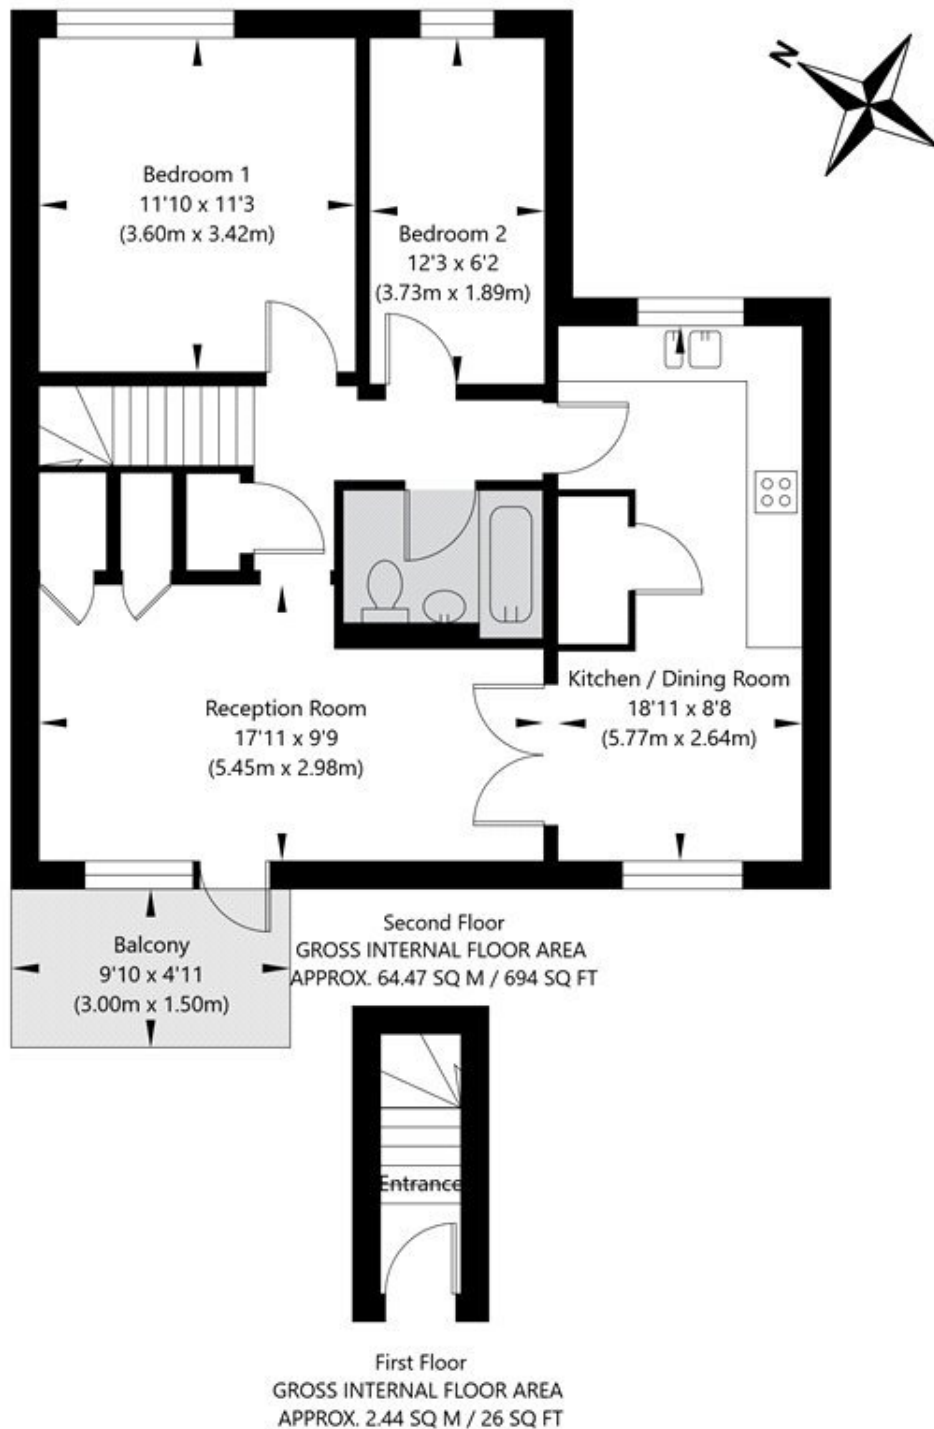 N
Bedroom 1
11'10 x 11'3
(3.60m x 3.42m)
Bedroom 2
12'3 x 6'2
(3.73m x 1.89m)
Kitchen / Dining Room
18'11 x 8'8
(5.77m x 2.64m)
Reception Room
17'11 x 9'9
(5.45m x 2.98m)
Balcony
9'10 x 4'11
(3.00m x 1.50m)
Second Floor
GROSS INTERNAL FLOOR AREA
APPROX. 64.47 SQ M / 694 SQ FT
Entrance
First Floor
GROSS INTERNAL FLOOR AREA
APPROX. 2.44 SQ M / 26 SQ FT